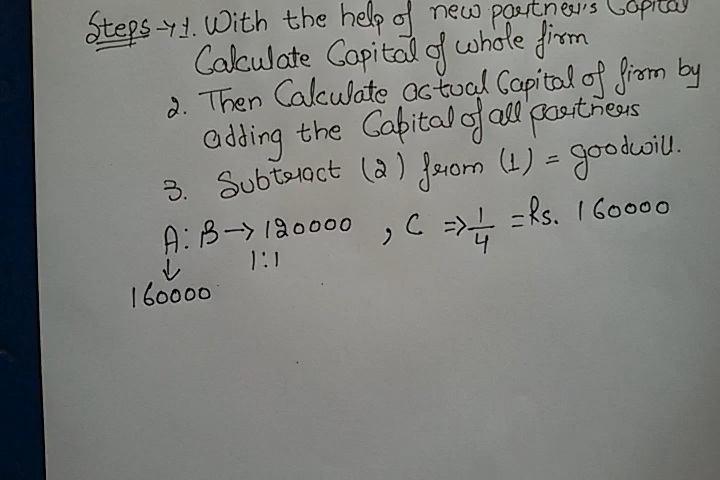 Steps → 1. With the help of new partner's Capital
Calculate Capital of whole firm
2. Then Calculate actual Capital of firm by
adding the Capital of all partners
3. Subtract (2) from (1) = goodwill.
A : B → 120000 , C ⇒ 1/4 = Rs. 160000
↓ 1:1
160000